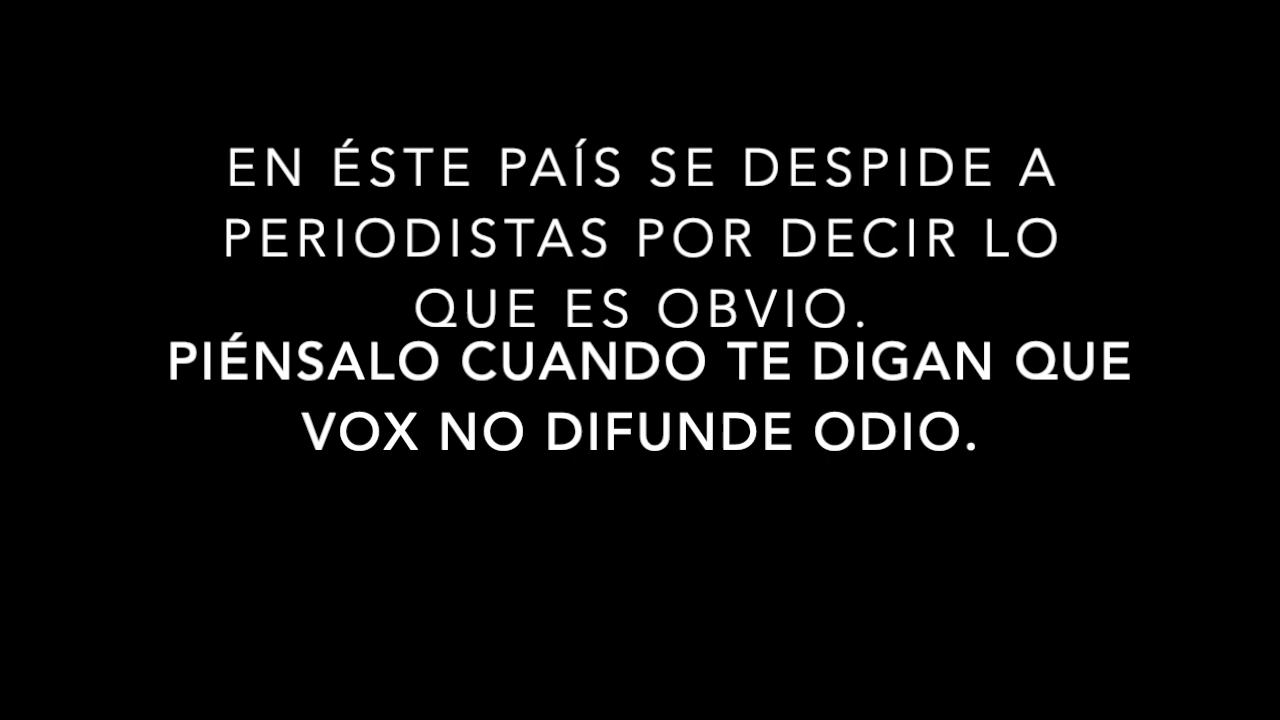 EN ÉSTE PAÍS SE DESPIDE A
PERIODISTAS POR DECIR LO
QUE ES OBVIO.
PIÉNSALO CUANDO TE DIGAN QUE
VOX NO DIFUNDE ODIO.